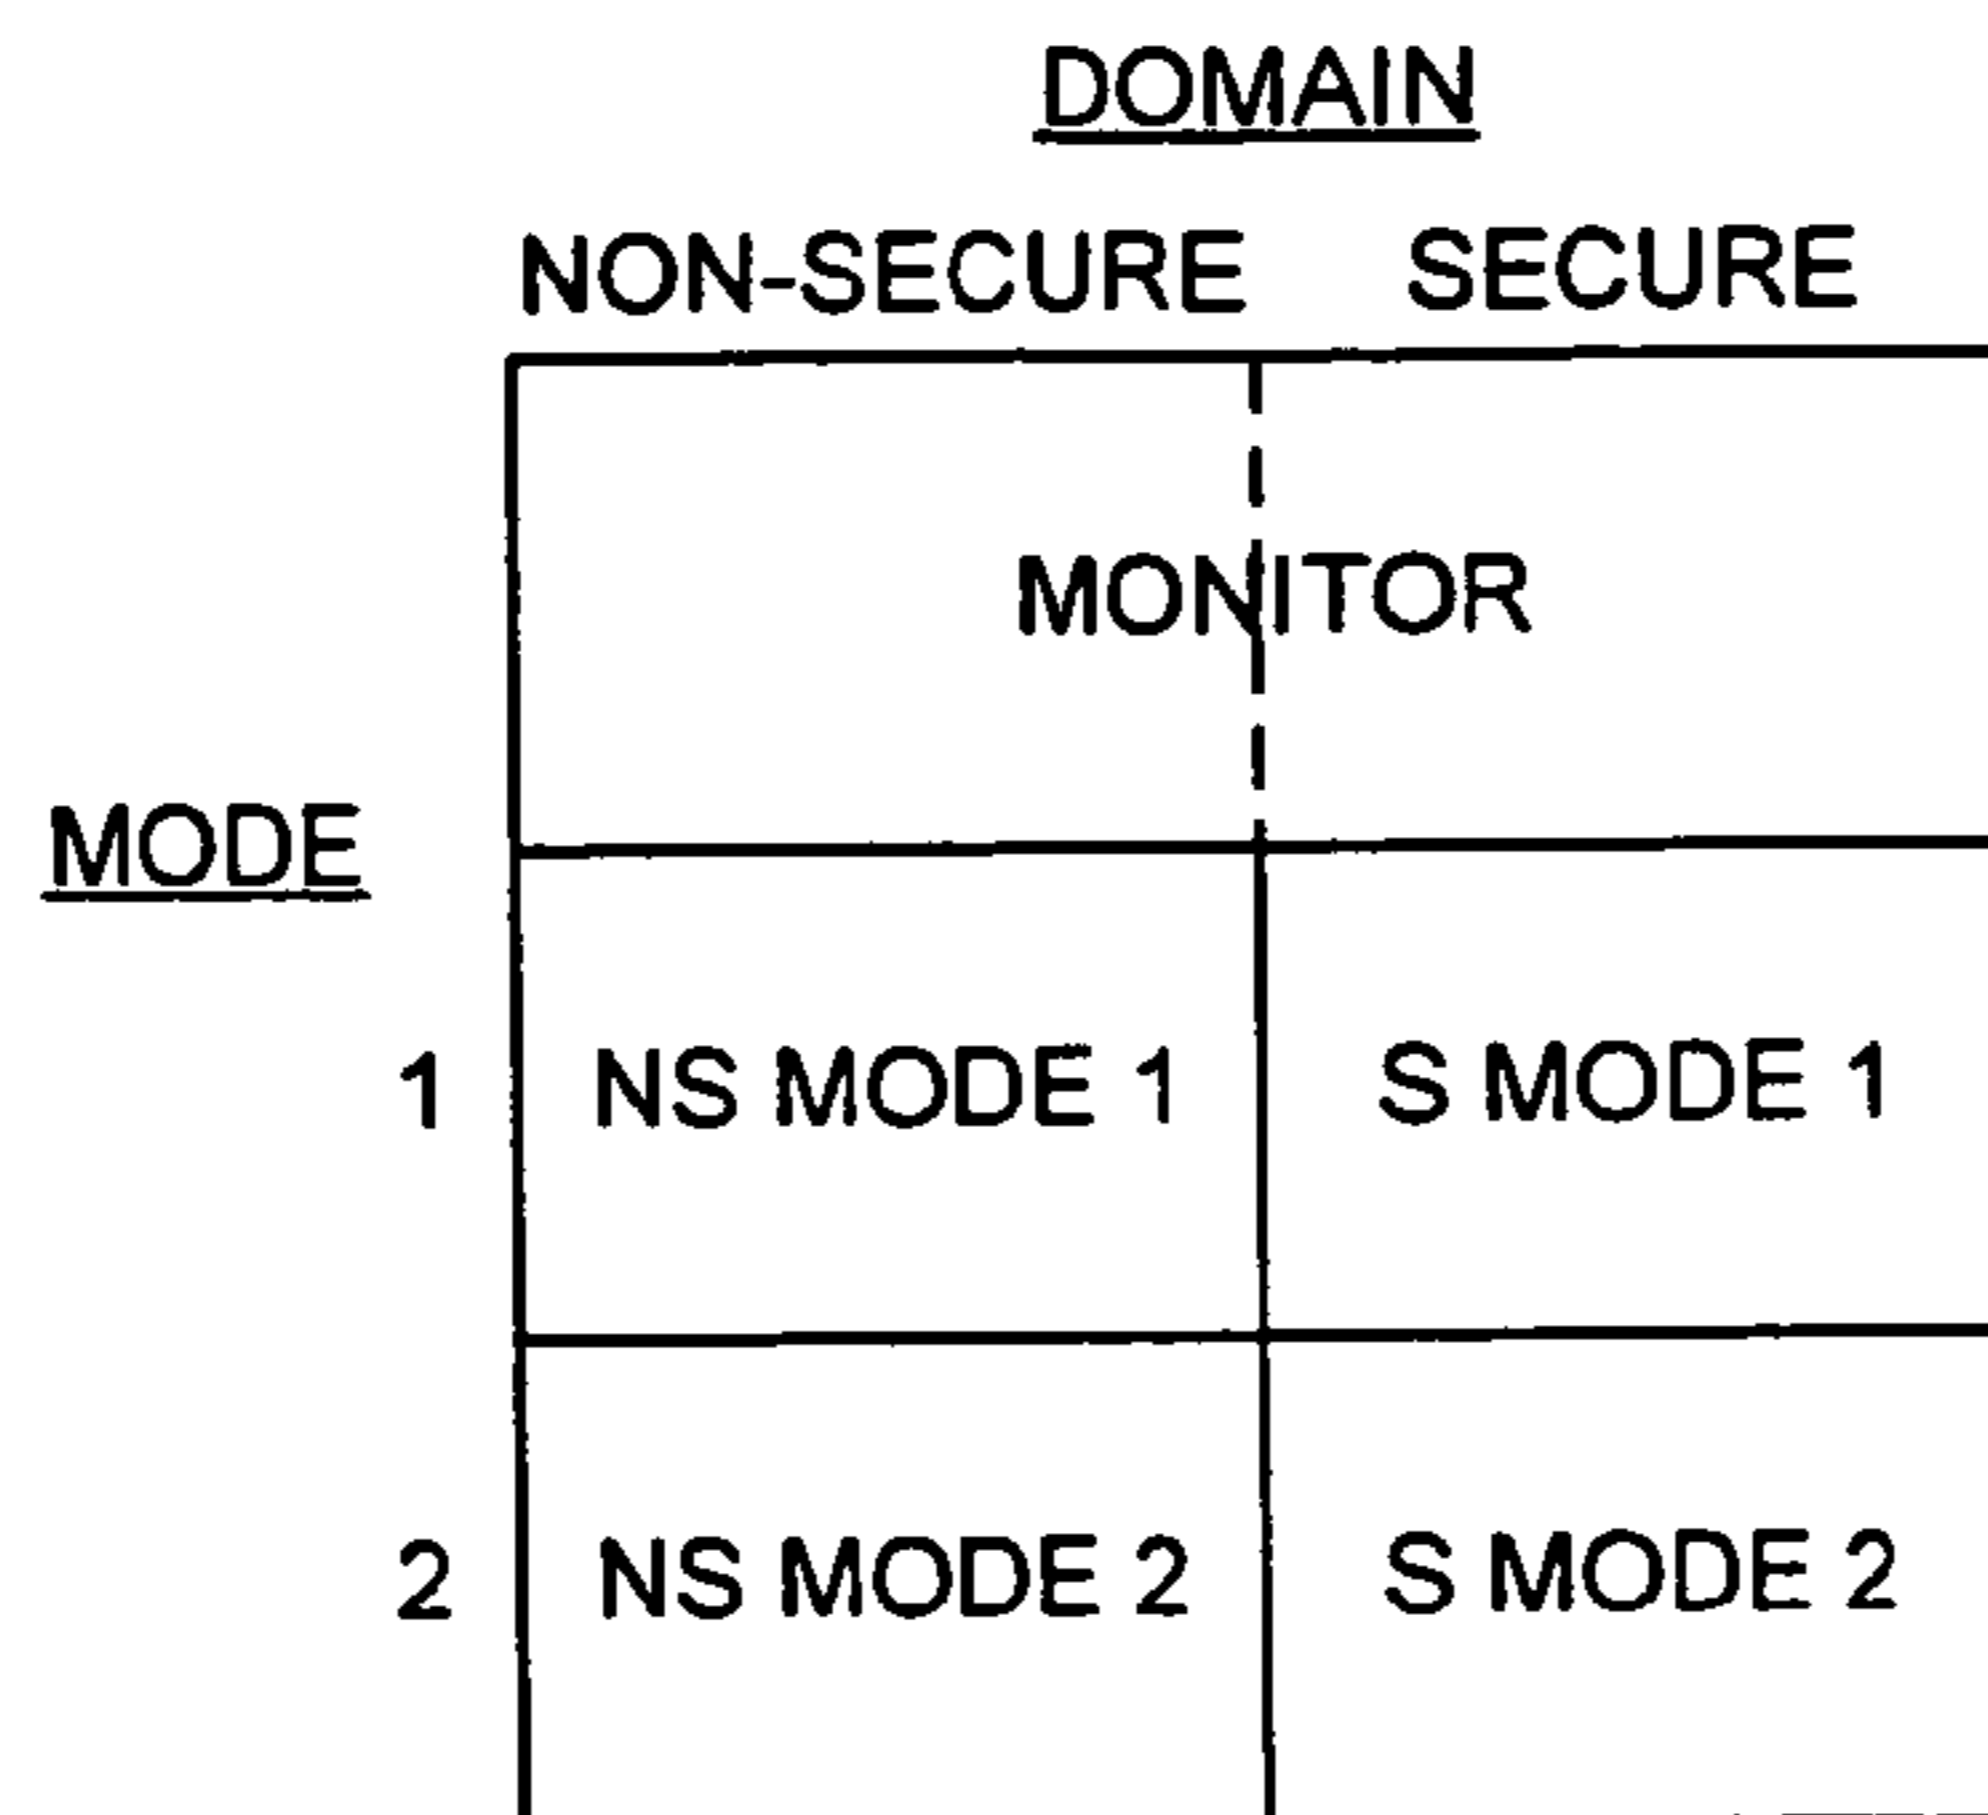 DOMAIN
NON-SECURE SECURE
MONITOR
MODE
1 NS MODE 1 S MODE 1
2 NS MODE 2 S MODE 2